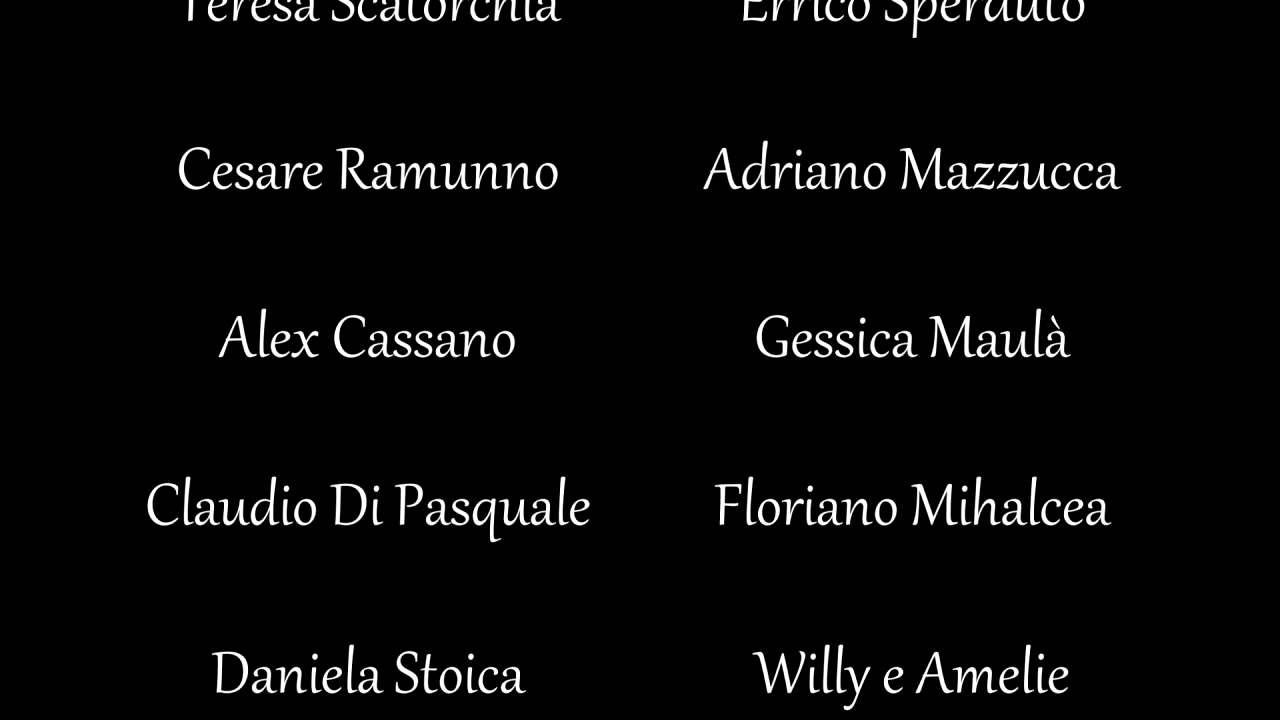 Teresa Scatorchia Errico Sperduto
Cesare Ramunno Adriano Mazzucca
Alex Cassano Gessica Maulà
Claudio Di Pasquale Floriano Mihalcea
Daniela Stoica Willy e Amelie